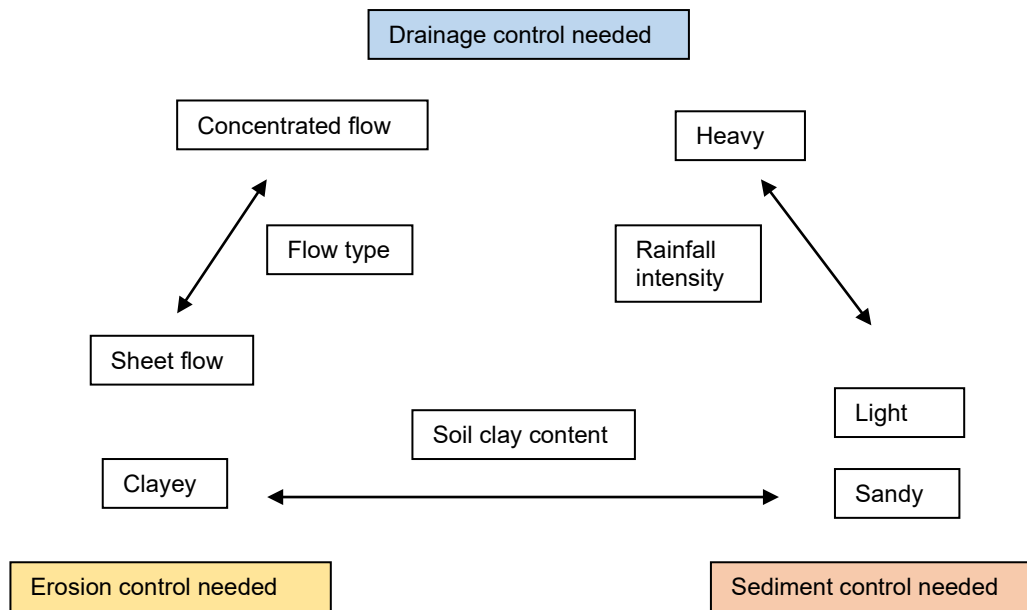 Drainage control needed
Concentrated flow
Heavy
Flow type
Rainfall
intensity
Sheet flow
Light
Soil clay content
Clayey
Sandy
Erosion control needed
Sediment control needed